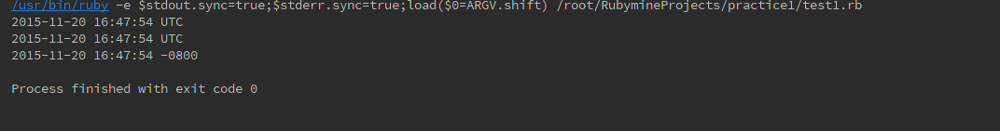 /usr/bin/ruby -e $stdout.sync=true;$stderr.sync=true;load($0=ARGV.shift) /root/RubymineProjects/practice1/test1.rb
2015-11-20 16:47:54 UTC
2015-11-20 16:47:54 UTC
2015-11-20 16:47:54 -0800
Process finished with exit code 0